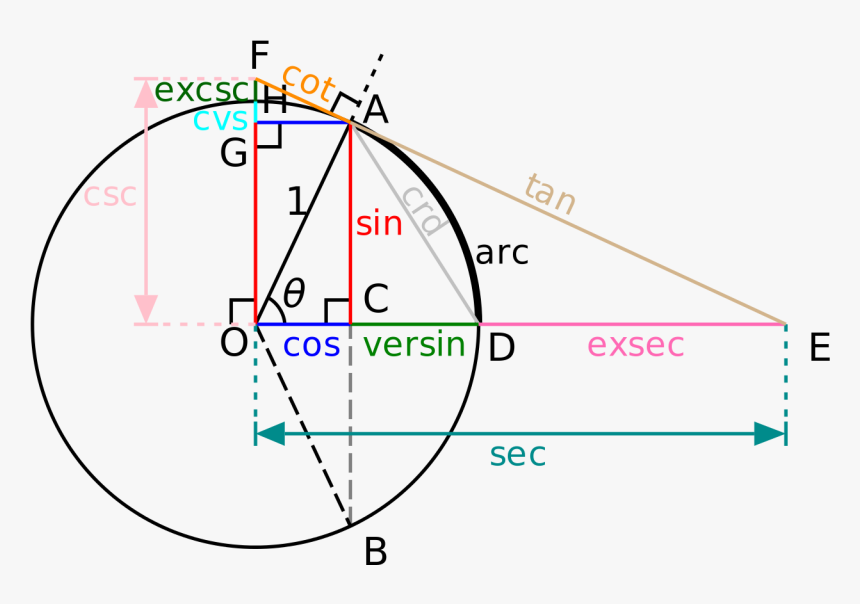 F
cot
excsc
H
A
cvs
G
csc
1
tan
crd
sin
arc
θ
C
O
cos
versin
D
exsec
E
sec
B